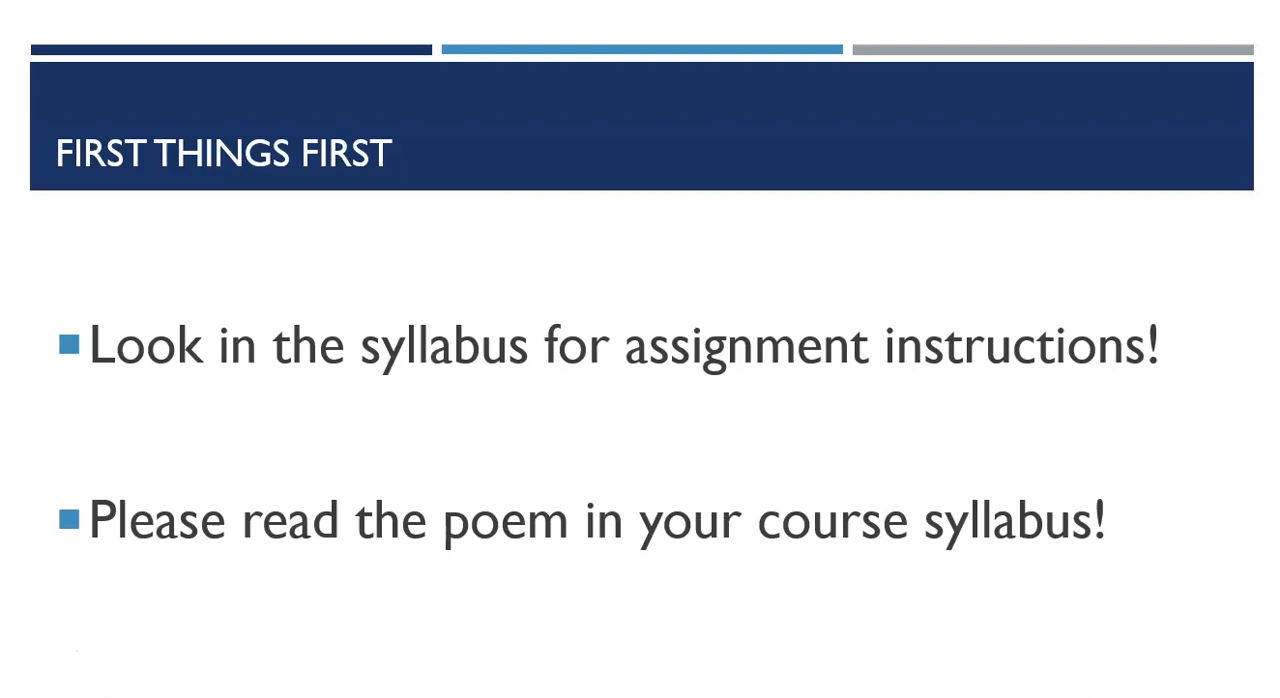 FIRST THINGS FIRST
Look in the syllabus for assignment instructions!
Please read the poem in your course syllabus!